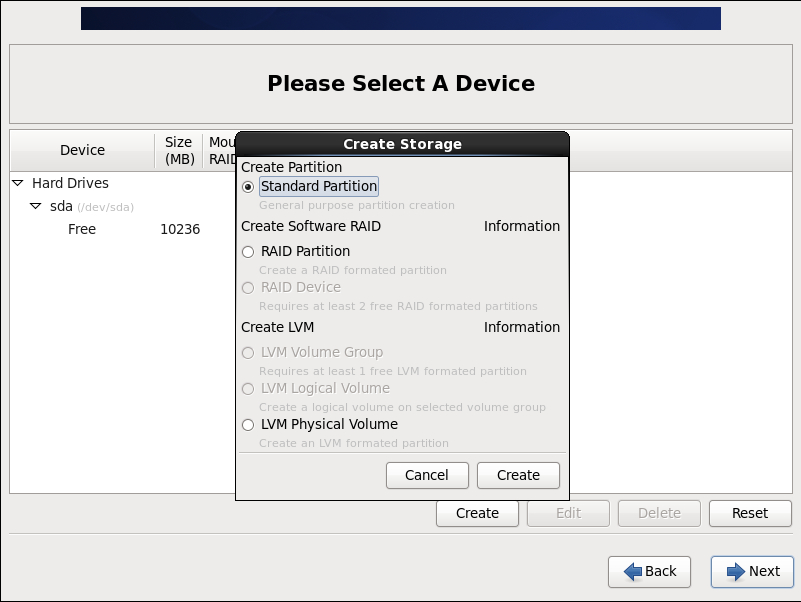 Please Select A Device
Device
Size
(MB)
Mou
RAID
Hard Drives
sda (/dev/sda)
Free 10236
Create Storage
Create Partition
Standard Partition
General purpose partition creation
Create Software RAID Information
RAID Partition
Create a RAID formated partition
RAID Device
Requires at least 2 free RAID formated partitions
Create LVM Information
LVM Volume Group
Requires at least 1 free LVM formated partition
LVM Logical Volume
Create a logical volume on selected volume group
LVM Physical Volume
Create an LVM formated partition
Cancel Create
Create Edit Delete Reset
Back Next